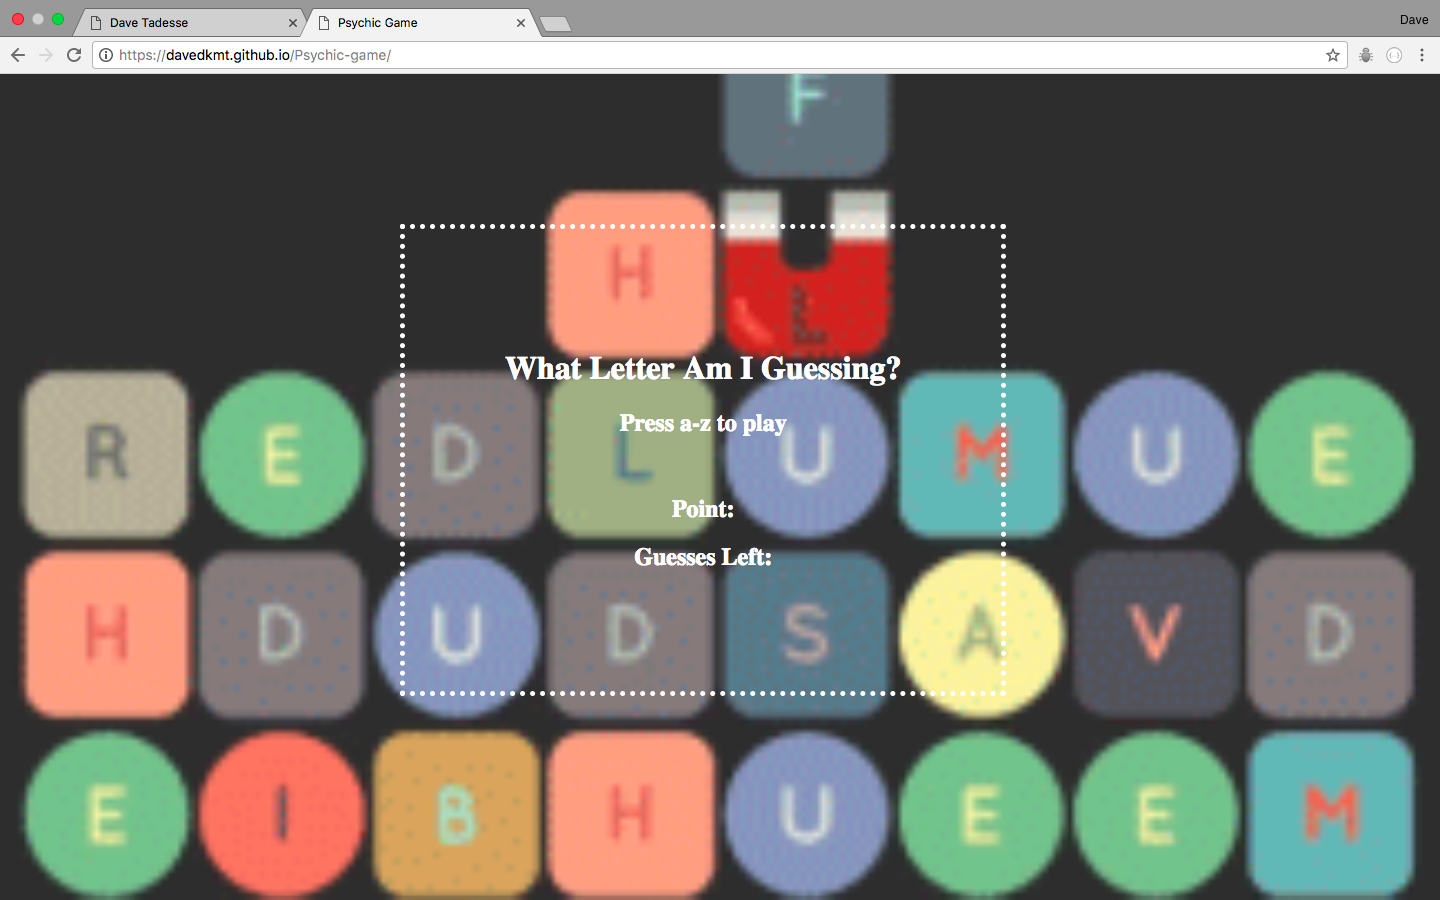 Dave Tadesse
Psychic Game
Dave
https://davedkmt.github.io/Psychic-game/
F
H
L
What Letter Am I Guessing?
Press a-z to play
R E D L U M U E
Point:
Guesses Left:
H D U D S A V D
E I B H U E E M